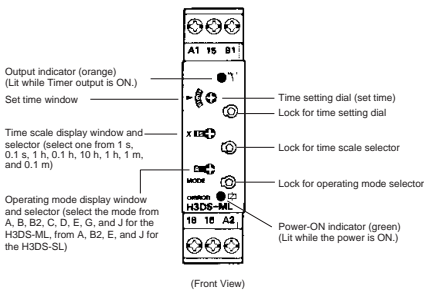 A1 15 B1
Output indicator (orange)
(Lit while Timer output is ON.)
Set time window
Time setting dial (set time)
Lock for time setting dial
Time scale display window and
selector (select one from 1 s,
0.1 s, 1 h, 0.1 h, 10 h, 1 h, 1 m,
and 0.1 m)
X
Lock for time scale selector
MODE
Lock for operating mode selector
Operating mode display window
and selector (select the mode from
A, B, B2, C, D, E, G, and J for the
H3DS-ML, from A, B2, E, and J for
the H3DS-SL)
OMRON
H3DS-ML
18 16 A2
Power-ON indicator (green)
(Lit while the power is ON.)
(Front View)